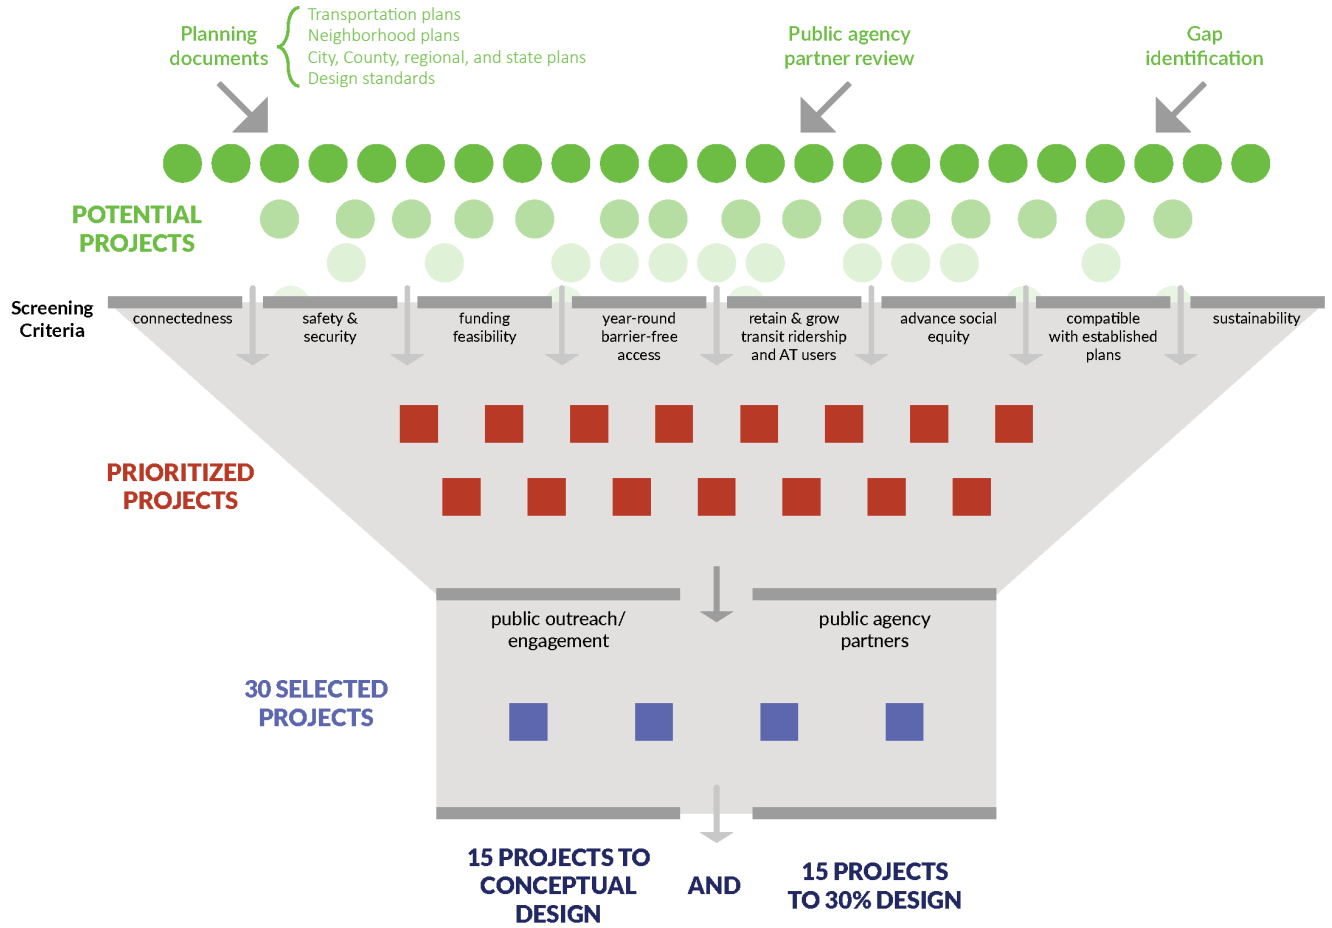 Planning
documents
Transportation plans
Neighborhood plans
City, County, regional, and state plans
Design standards
Public agency
partner review
Gap
identification
POTENTIAL
PROJECTS
Screening
Criteria
connectedness
safety &
security
funding
feasibility
year-round
barrier-free
access
retain & grow
transit ridership
and AT users
advance social
equity
compatible
with established
plans
sustainability
PRIORITIZED
PROJECTS
public outreach/
engagement
public agency
partners
30 SELECTED
PROJECTS
15 PROJECTS TO
CONCEPTUAL
DESIGN
AND
15 PROJECTS
TO 30% DESIGN